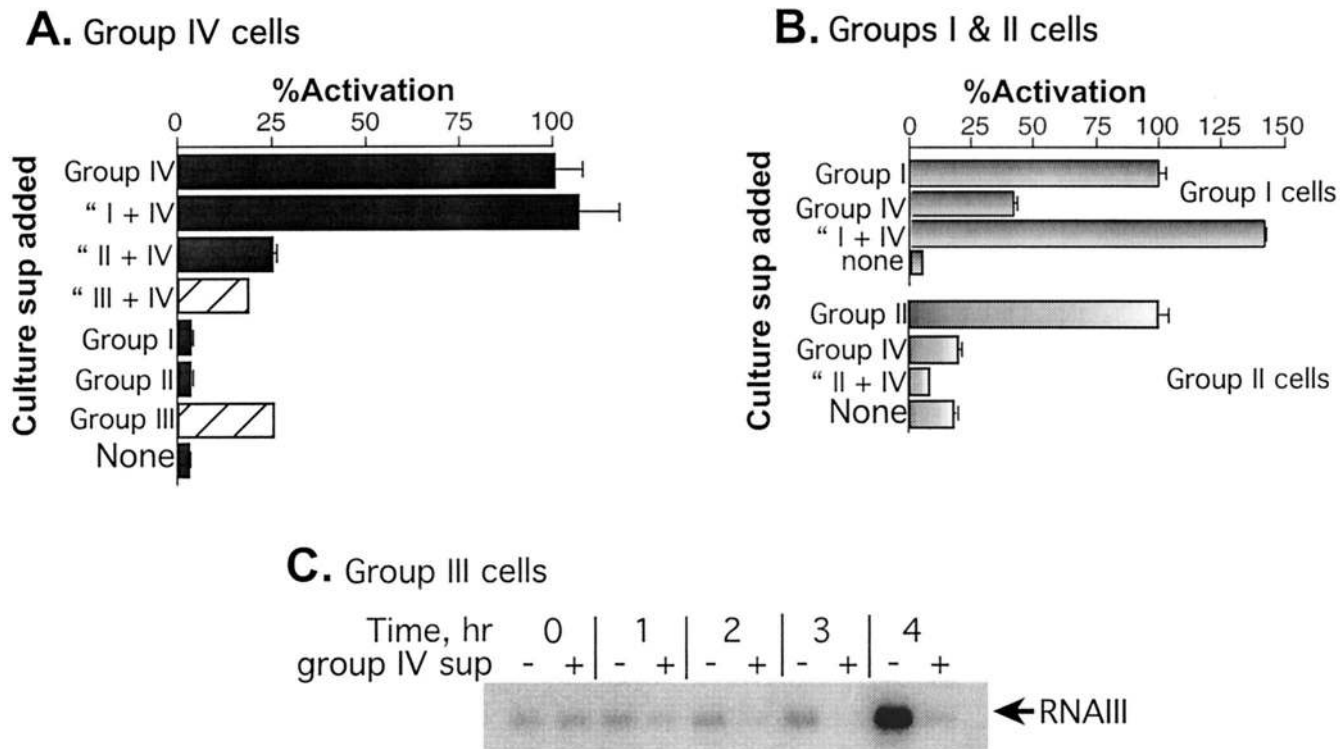 A. Group IV cells
%Activation
0 25 50 75 100
Culture sup added
Group IV
“ I + IV
“ II + IV
“ III + IV
Group I
Group II
Group III
None
B. Groups I & II cells
%Activation
0 25 50 75 100 125 150
Culture sup added
Group I
Group IV
“ I + IV
none
Group I cells
Group II
Group IV
“ II + IV
None
Group II cells
C. Group III cells
Time, hr 0 1 2 3 4
group IV sup - + - + - + - + - +
RNAIII